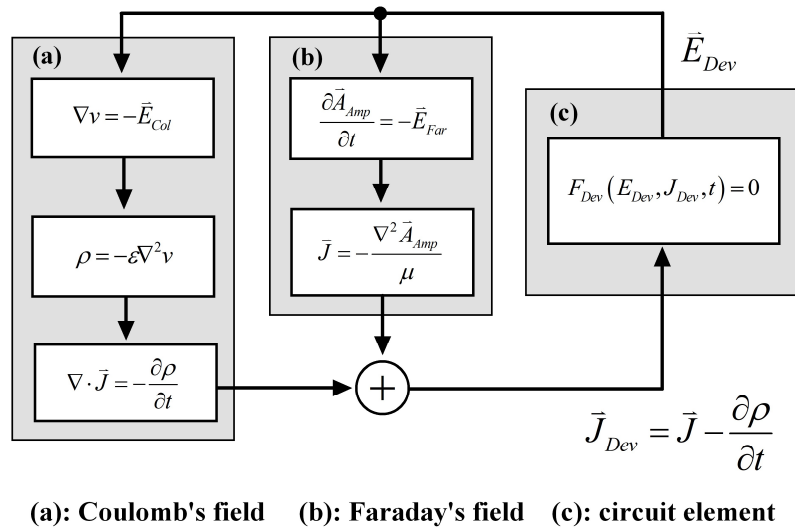 (a)
∇v = −E⃗_Col
ρ = −ε∇²v
∇·J⃗ = −∂ρ/∂t
(b)
∂A⃗_Amp/∂t = −E⃗_Far
J⃗ = −∇²A⃗_Amp/μ
+
E⃗_Dev
(c)
F_Dev(E_Dev, J_Dev, t) = 0
J⃗_Dev = J⃗ − ∂ρ/∂t
(a): Coulomb's field (b): Faraday's field (c): circuit element